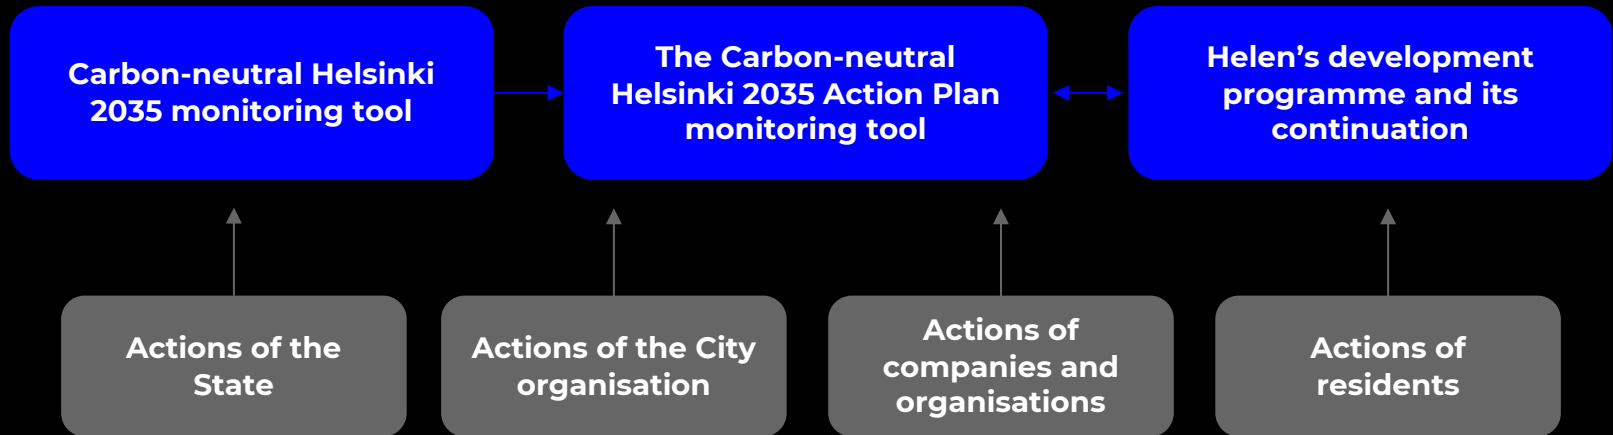 Carbon-neutral Helsinki
2035 monitoring tool
The Carbon-neutral
Helsinki 2035 Action Plan
monitoring tool
Helen’s development
programme and its
continuation
Actions of the
State
Actions of the City
organisation
Actions of
companies and
organisations
Actions of
residents